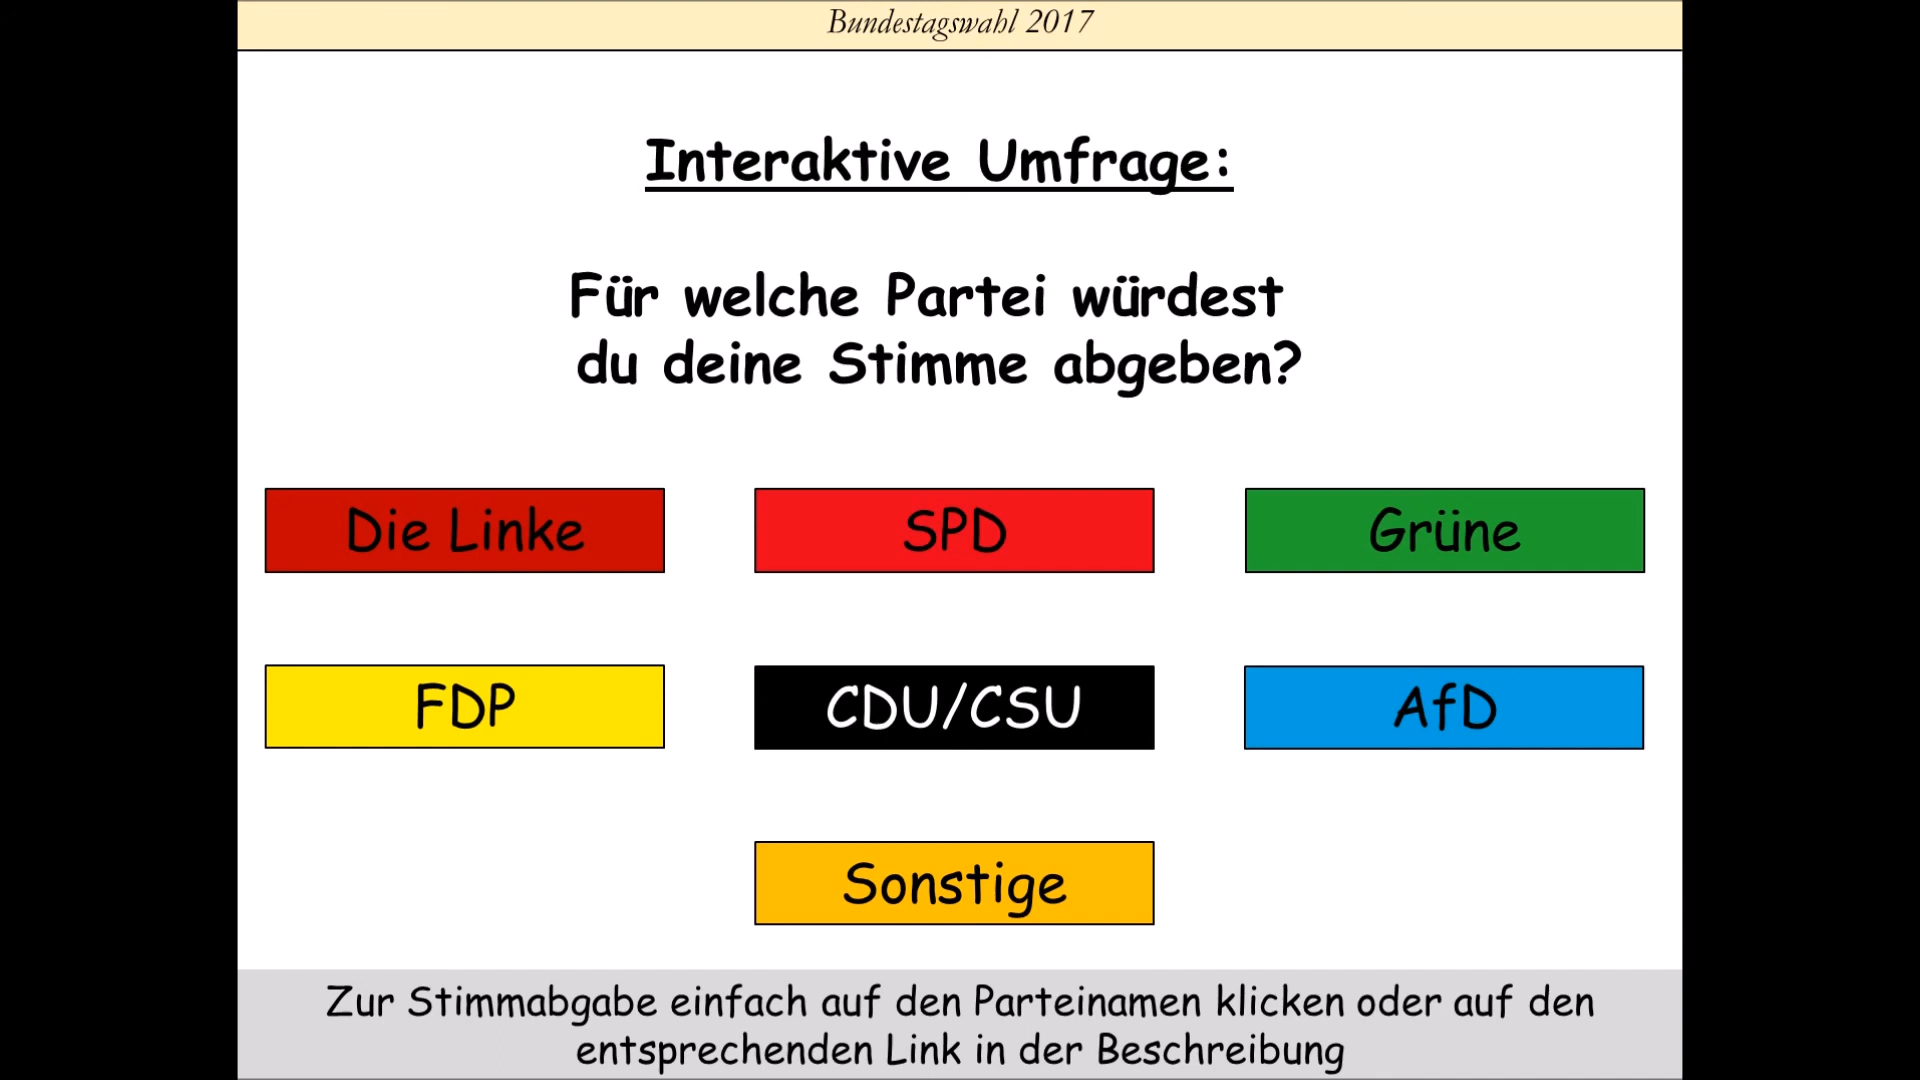 Bundestagswahl 2017
Interaktive Umfrage:
Für welche Partei würdest
du deine Stimme abgeben?
Die Linke
SPD
Grüne
FDP
CDU/CSU
AfD
Sonstige
Zur Stimmabgabe einfach auf den Parteinamen klicken oder auf den
entsprechenden Link in der Beschreibung